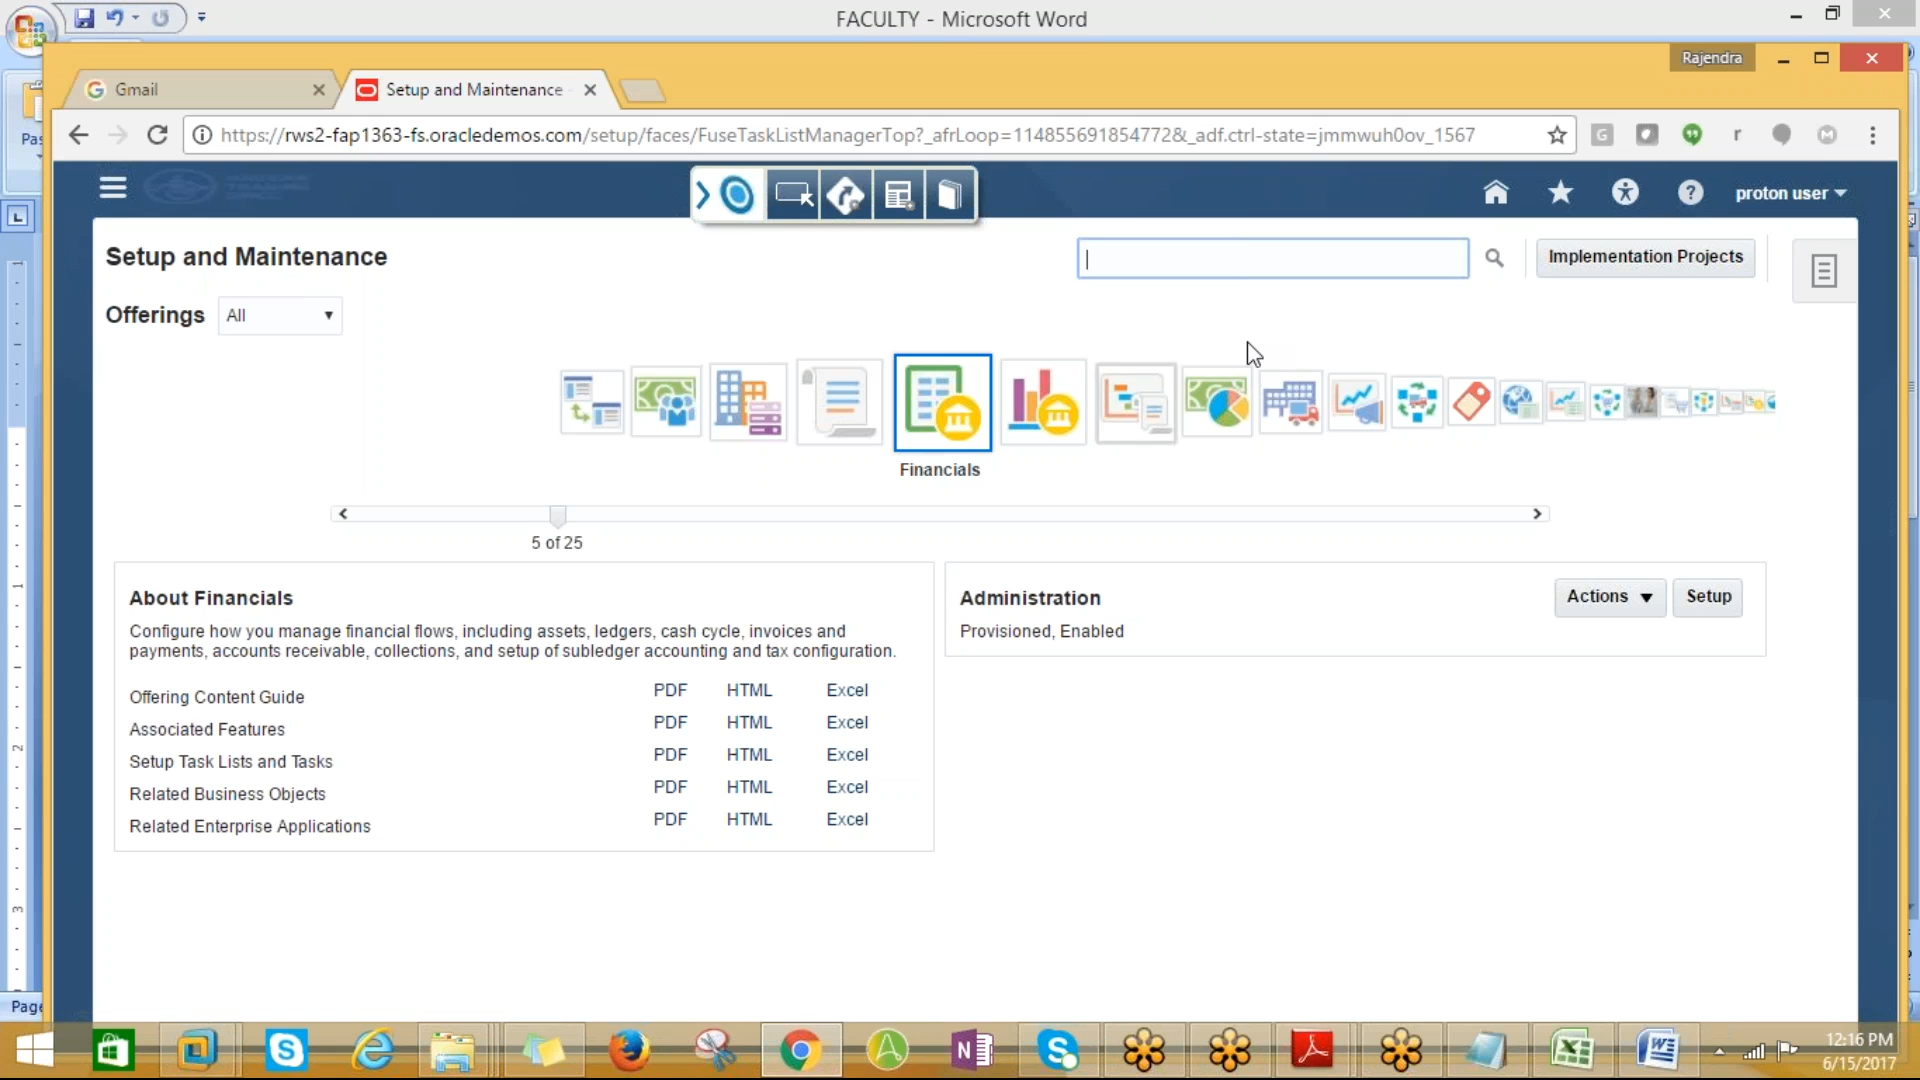 FACULTY - Microsoft Word
Rajendra
Gmail
Setup and Maintenance
https://rws2-fap1363-fs.oracledemos.com/setup/faces/FuseTaskListManagerTop?_afrLoop=114855691854772&_adf.ctrl-state=jmmwuh0ov_1567
Pas
proton user
Setup and Maintenance
Implementation Projects
Offerings All
Financials
5 of 25
About Financials
Configure how you manage financial flows, including assets, ledgers, cash cycle, invoices and
payments, accounts receivable, collections, and setup of subledger accounting and tax configuration.
Offering Content Guide PDF HTML Excel
Associated Features PDF HTML Excel
Setup Task Lists and Tasks PDF HTML Excel
Related Business Objects PDF HTML Excel
Related Enterprise Applications PDF HTML Excel
Administration
Actions Setup
Provisioned, Enabled
Page
12:16 PM
6/15/2017